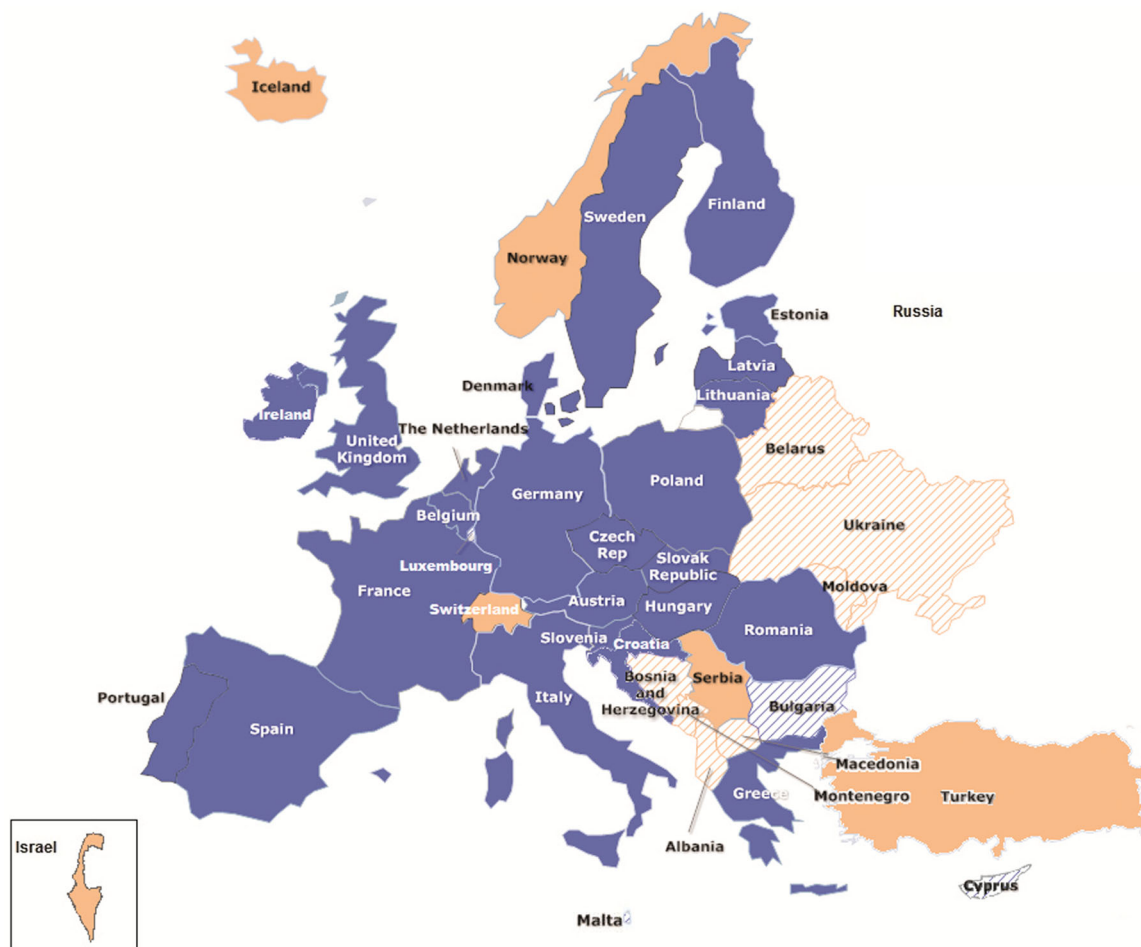 Iceland
Finland
Sweden
Norway
Russia
Estonia
Latvia
Denmark
Lithuania
Ireland
The Netherlands
United
Kingdom
Belarus
Poland
Germany
Belgium
Ukraine
Czech
Rep
Slovak
Republic
Luxembourg
France
Moldova
Switzerland
Austria
Hungary
Romania
Slovenia
Croatia
Serbia
Bosnia
and
Herzegovina
Portugal
Italy
Bulgaria
Spain
Macedonia
Greece
Montenegro
Turkey
Albania
Israel
Cyprus
Malta